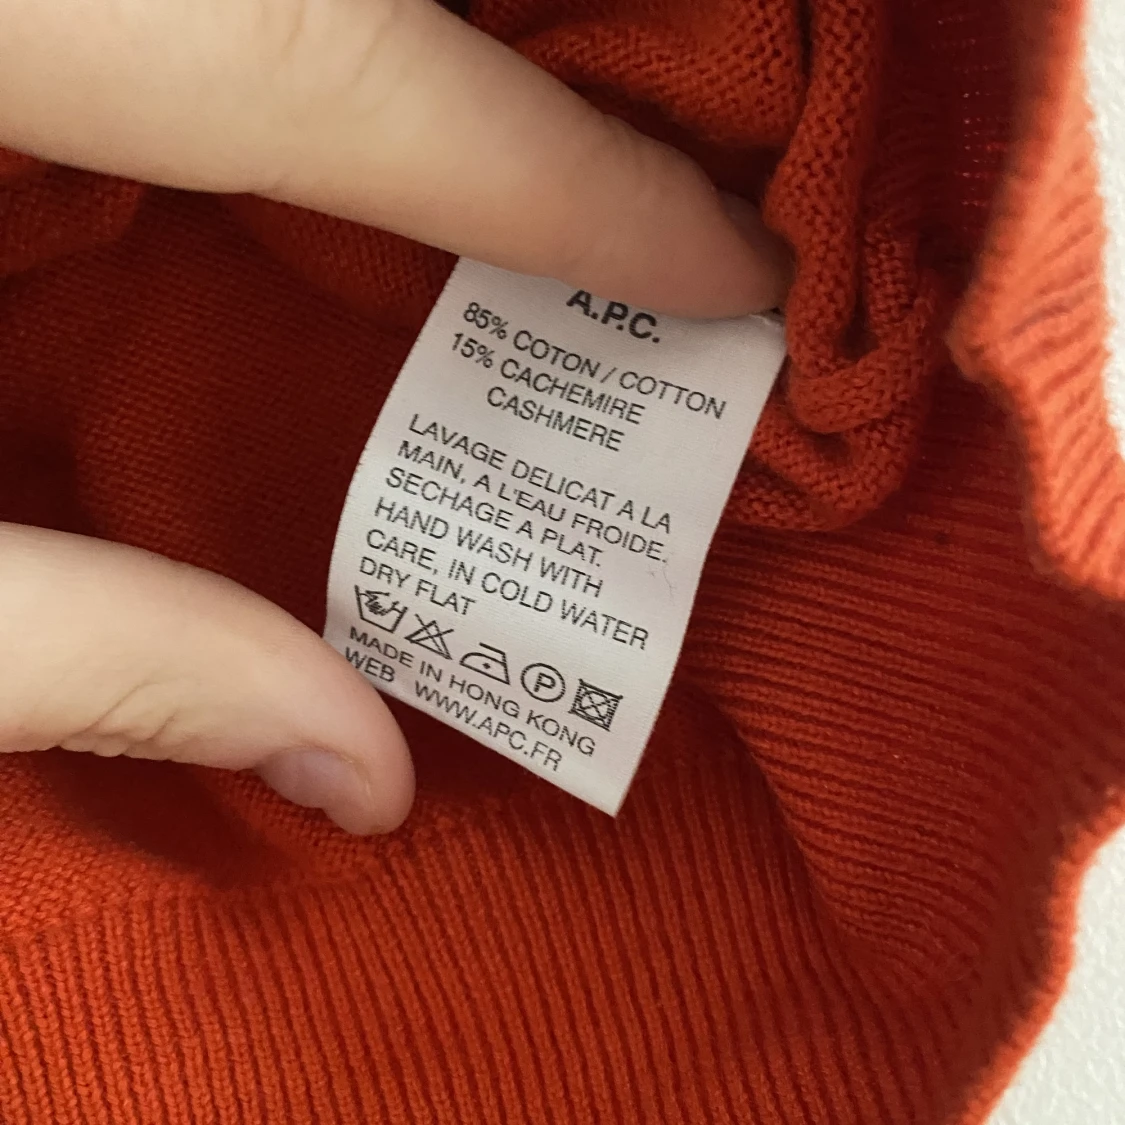 A.P.C.
85% COTON / COTTON
15% CACHEMIRE
CASHMERE
LAVAGE DELICAT A LA
MAIN, A L'EAU FROIDE.
SECHAGE A PLAT.
HAND WASH WITH
CARE, IN COLD WATER
DRY FLAT
P
MADE IN HONG KONG
WEB WWW.APC.FR